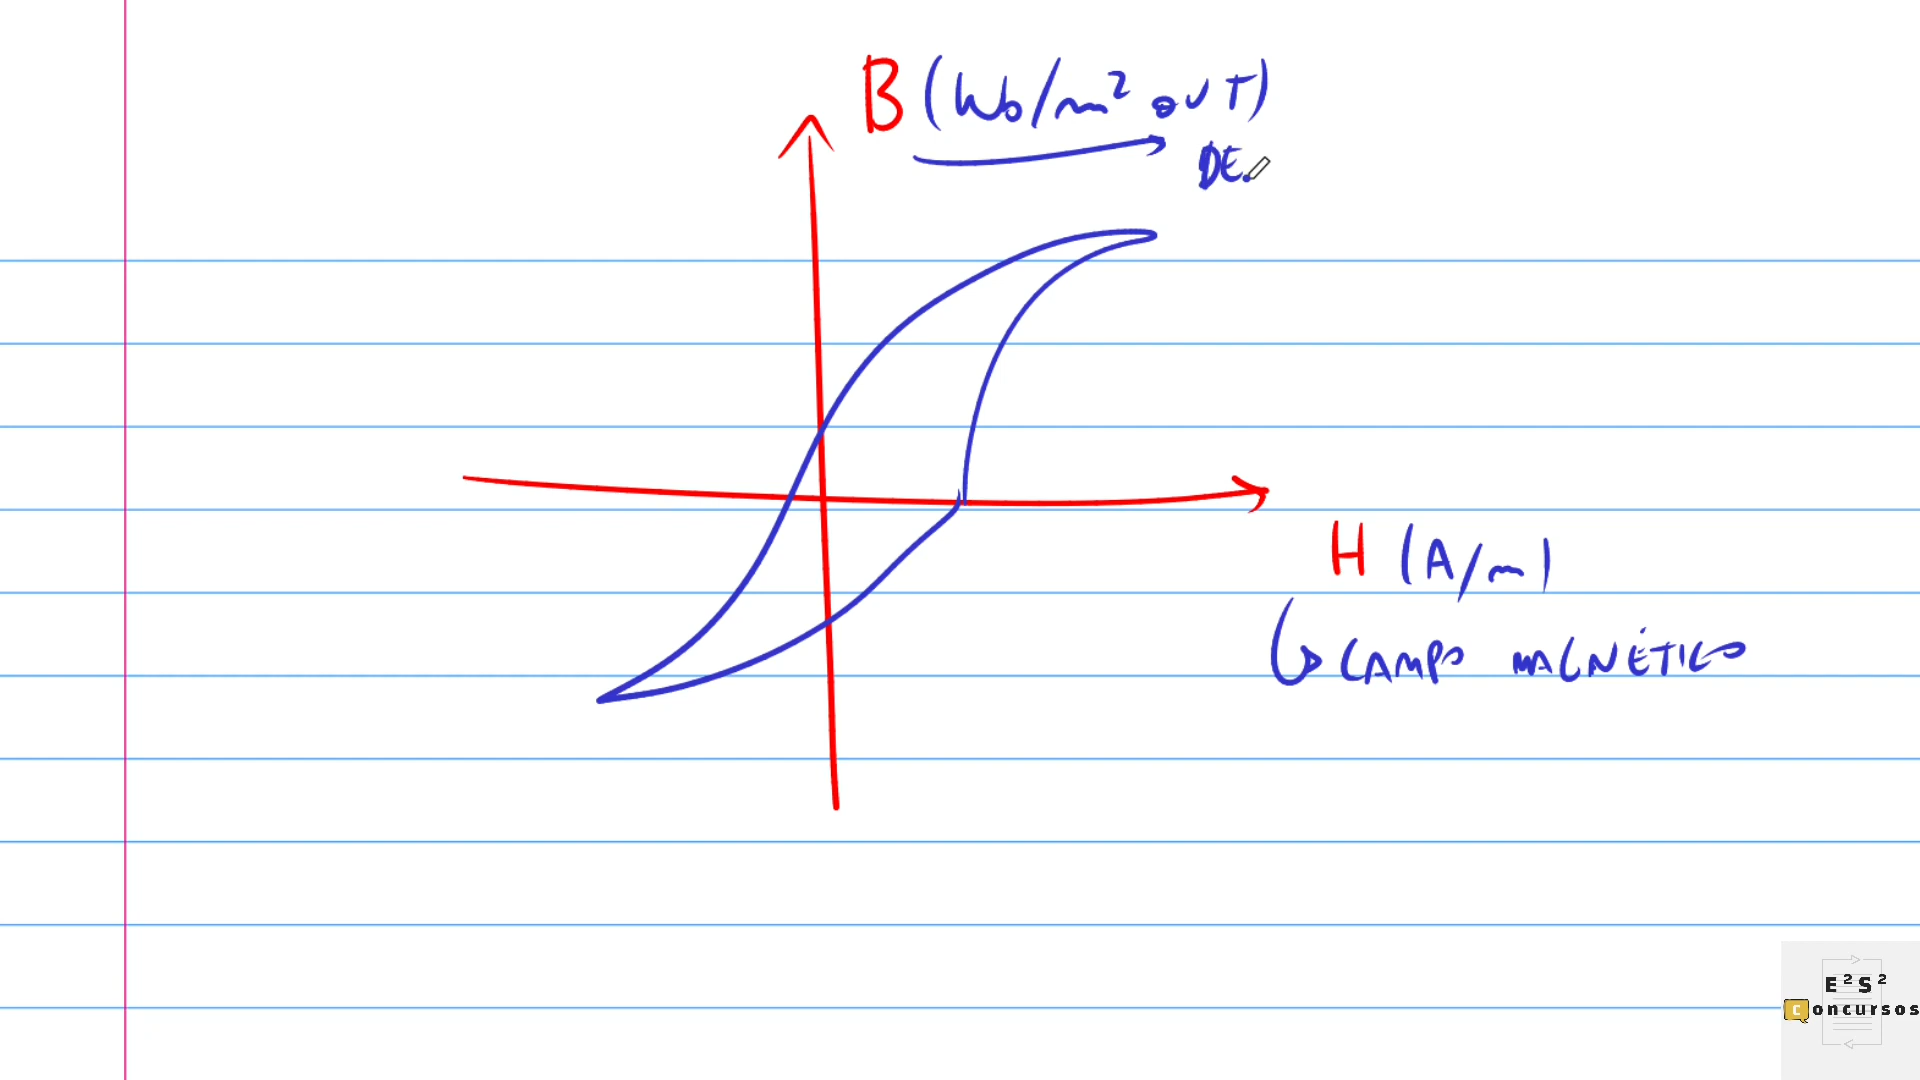 B (Wb/m² ou T)
DE
H (A/m)
CAMPO MAGNÉTICO
E²S²
Concursos